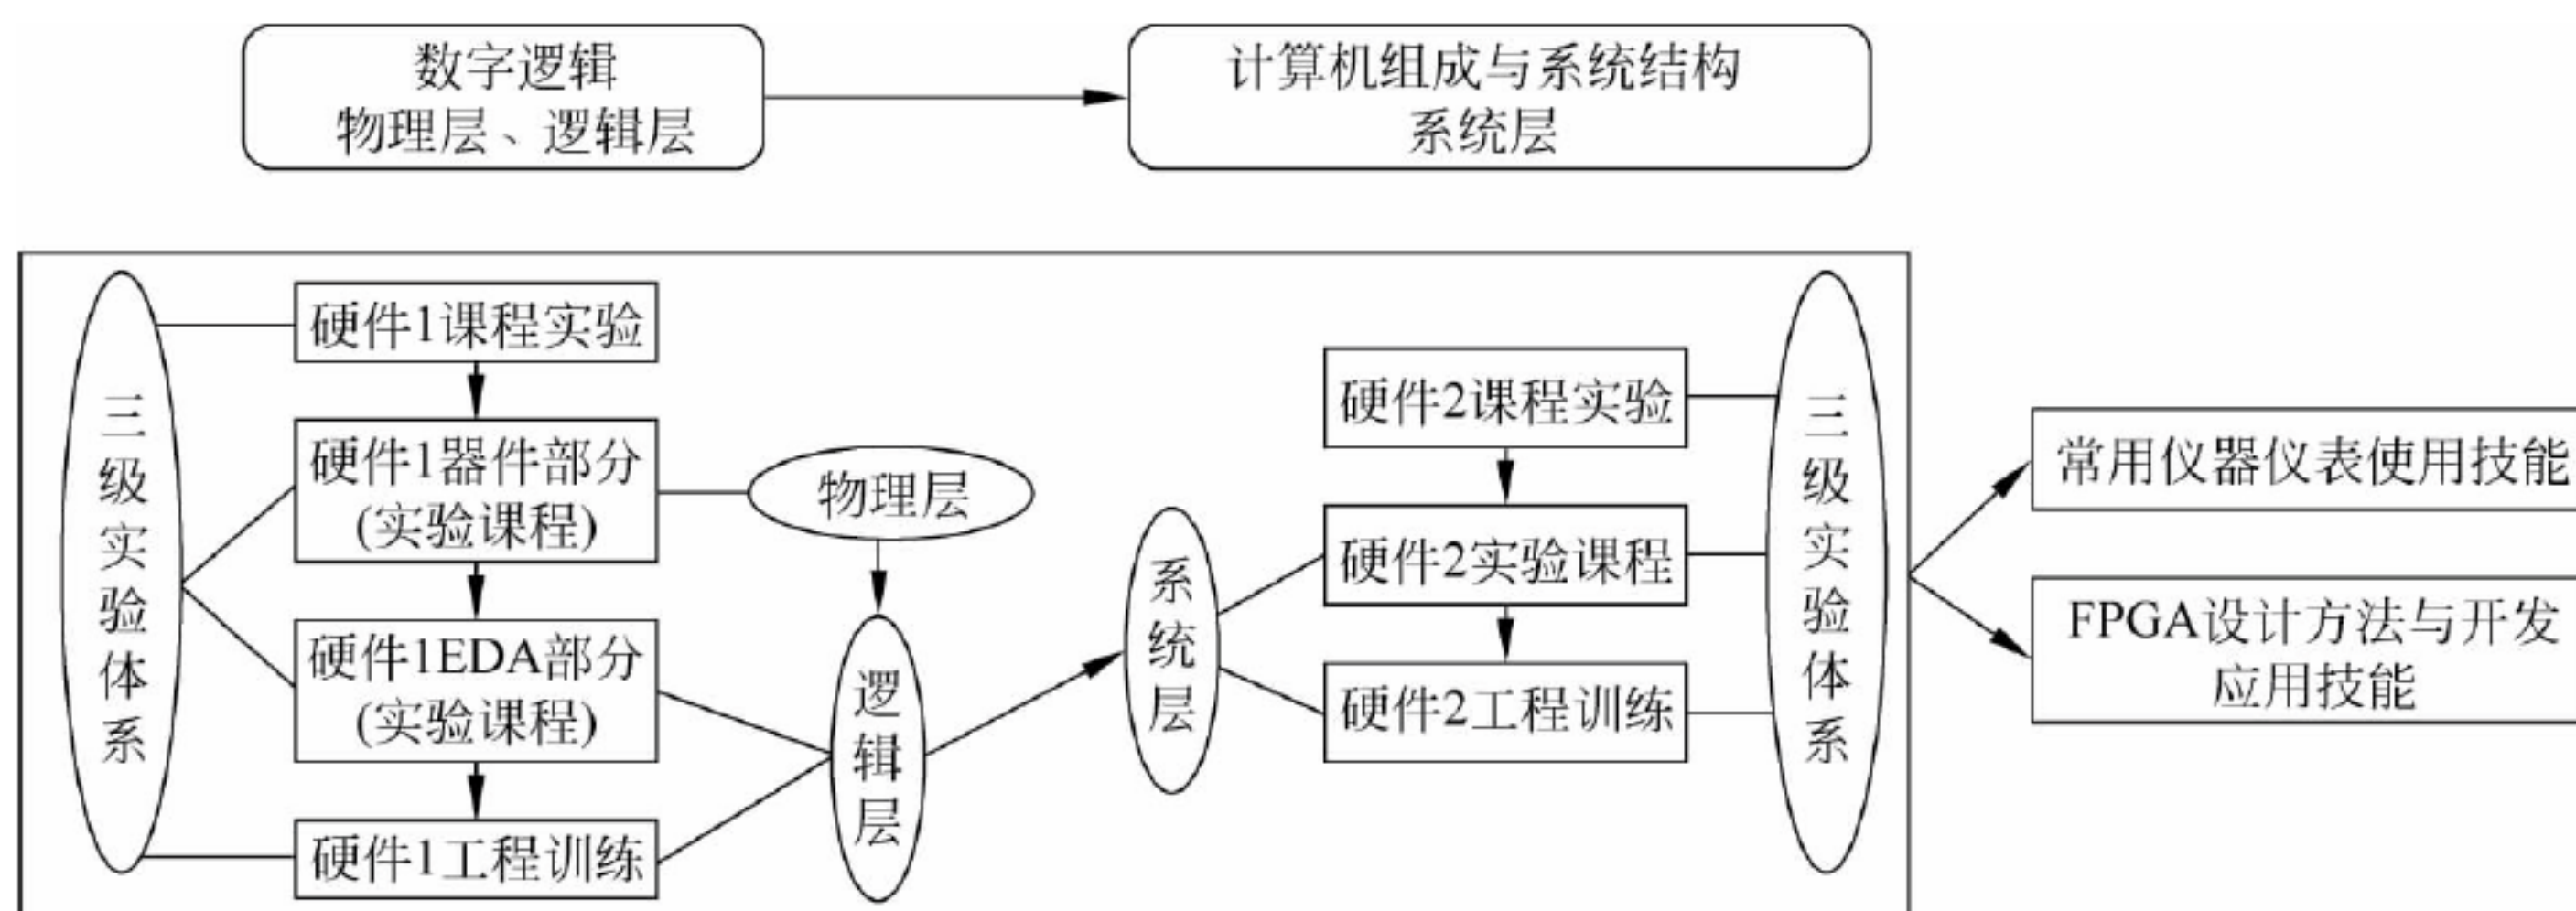 数字逻辑
物理层、逻辑层
计算机组成与系统结构
系统层
三级实验体系
硬件1课程实验
硬件1器件部分
(实验课程)
硬件1EDA部分
(实验课程)
硬件1工程训练
物理层
逻辑层
系统层
硬件2课程实验
硬件2实验课程
硬件2工程训练
三级实验体系
常用仪器仪表使用技能
FPGA设计方法与开发
应用技能